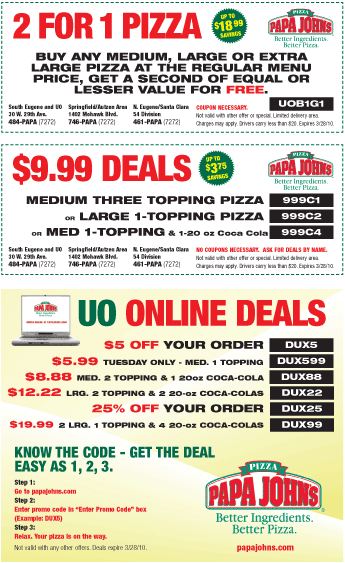 2 FOR 1 PIZZA
UP TO
$18.99
SAVINGS
PIZZA
PAPA JOHNS
Better Ingredients.
Better Pizza.
BUY ANY MEDIUM, LARGE OR EXTRA
LARGE PIZZA AT THE REGULAR MENU
PRICE, GET A SECOND OF EQUAL OR
LESSER VALUE FOR FREE.
UOB1G1
South Eugene and UO
30 W. 29th Ave.
484-PAPA (7272)
Springfield/Autzen Area
1402 Mohawk Blvd.
746-PAPA (7272)
N. Eugene/Santa Clara
54 Division
461-PAPA (7272)
COUPON NECESSARY.
Not valid with other offer or special. Limited delivery area.
Charges may apply. Drivers carry less than $20. Expires 3/28/10.
$9.99 DEALS
UP TO
$3.75
SAVINGS
PIZZA
PAPA JOHNS
Better Ingredients.
Better Pizza.
MEDIUM THREE TOPPING PIZZA 999C1
OR LARGE 1-TOPPING PIZZA 999C2
OR MED 1-TOPPING & 1-20 oz Coca Cola 999C4
South Eugene and UO
30 W. 29th Ave.
484-PAPA (7272)
Springfield/Autzen Area
1402 Mohawk Blvd.
746-PAPA (7272)
N. Eugene/Santa Clara
54 Division
461-PAPA (7272)
NO COUPONS NECESSARY. ASK FOR DEALS BY NAME.
Not valid with other offer or special. Limited delivery area.
Charges may apply. Drivers carry less than $20. Expires 3/28/10.
PAPA JOHNS
UO ONLINE DEALS
$5 OFF YOUR ORDER DUX5
$5.99 TUESDAY ONLY - MED. 1 TOPPING DUX599
$8.88 MED. 2 TOPPING & 1 20oz COCA-COLA DUX88
$12.22 LRG. 2 TOPPING & 2 20-oz COCA-COLAS DUX22
25% OFF YOUR ORDER DUX25
$19.99 2 LRG. 1 TOPPING & 4 20-oz COCA-COLAS DUX99
KNOW THE CODE - GET THE DEAL
EASY AS 1, 2, 3.
Step 1:
Go to papajohns.com
Step 2:
Enter promo code in "Enter Promo Code" box
(Example: DUX5)
Step 3:
Relax. Your pizza is on the way.
Not valid with any other offers. Deals expire 3/28/10.
PIZZA
PAPA JOHNS
Better Ingredients.
Better Pizza.
papajohns.com